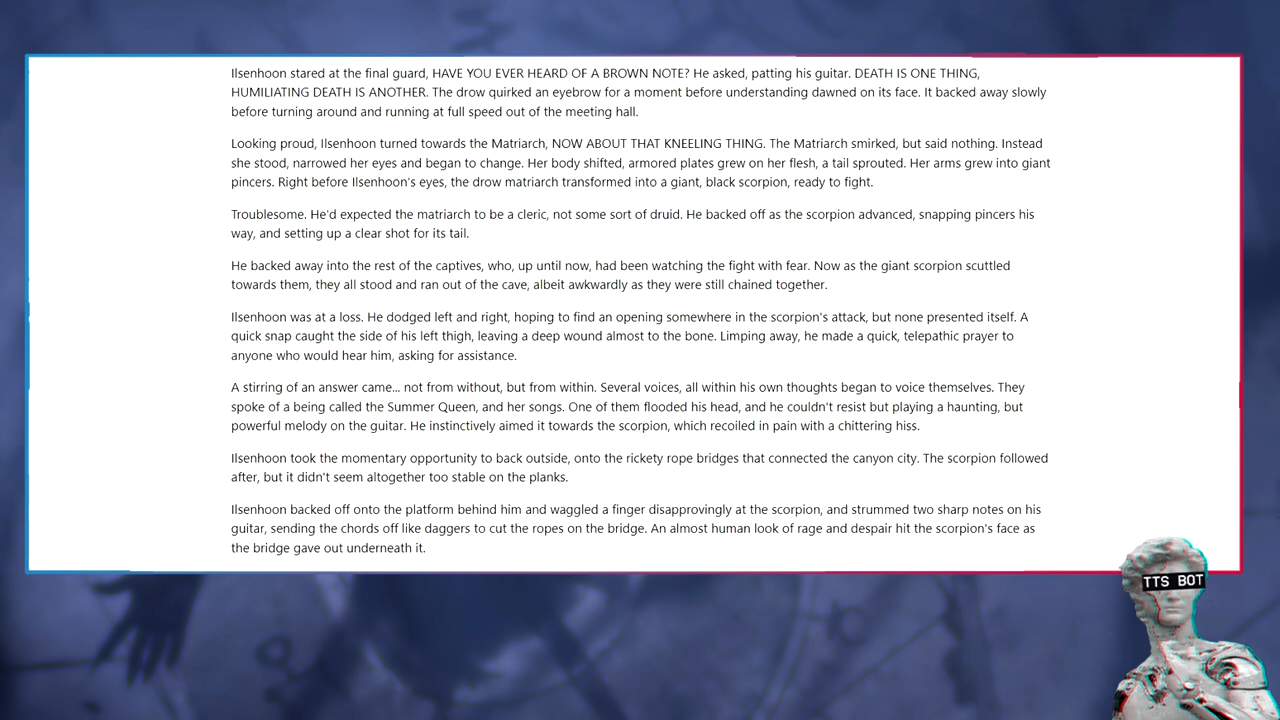 Ilsenhoon stared at the final guard, HAVE YOU EVER HEARD OF A BROWN NOTE? He asked, patting his guitar. DEATH IS ONE THING,
HUMILIATING DEATH IS ANOTHER. The drow quirked an eyebrow for a moment before understanding dawned on its face. It backed away slowly
before turning around and running at full speed out of the meeting hall.
Looking proud, Ilsenhoon turned towards the Matriarch, NOW ABOUT THAT KNEELING THING. The Matriarch smirked, but said nothing. Instead
she stood, narrowed her eyes and began to change. Her body shifted, armored plates grew on her flesh, a tail sprouted. Her arms grew into giant
pincers. Right before Ilsenhoon's eyes, the drow matriarch transformed into a giant, black scorpion, ready to fight.
Troublesome. He'd expected the matriarch to be a cleric, not some sort of druid. He backed off as the scorpion advanced, snapping pincers his
way, and setting up a clear shot for its tail.
He backed away into the rest of the captives, who, up until now, had been watching the fight with fear. Now as the giant scorpion scuttled
towards them, they all stood and ran out of the cave, albeit awkwardly as they were still chained together.
Ilsenhoon was at a loss. He dodged left and right, hoping to find an opening somewhere in the scorpion's attack, but none presented itself. A
quick snap caught the side of his left thigh, leaving a deep wound almost to the bone. Limping away, he made a quick, telepathic prayer to
anyone who would hear him, asking for assistance.
A stirring of an answer came... not from without, but from within. Several voices, all within his own thoughts began to voice themselves. They
spoke of a being called the Summer Queen, and her songs. One of them flooded his head, and he couldn't resist but playing a haunting, but
powerful melody on the guitar. He instinctively aimed it towards the scorpion, which recoiled in pain with a chittering hiss.
Ilsenhoon took the momentary opportunity to back outside, onto the rickety rope bridges that connected the canyon city. The scorpion followed
after, but it didn't seem altogether too stable on the planks.
Ilsenhoon backed off onto the platform behind him and waggled a finger disapprovingly at the scorpion, and strummed two sharp notes on his
guitar, sending the chords off like daggers to cut the ropes on the bridge. An almost human look of rage and despair hit the scorpion's face as
the bridge gave out underneath it.
TTS BOT